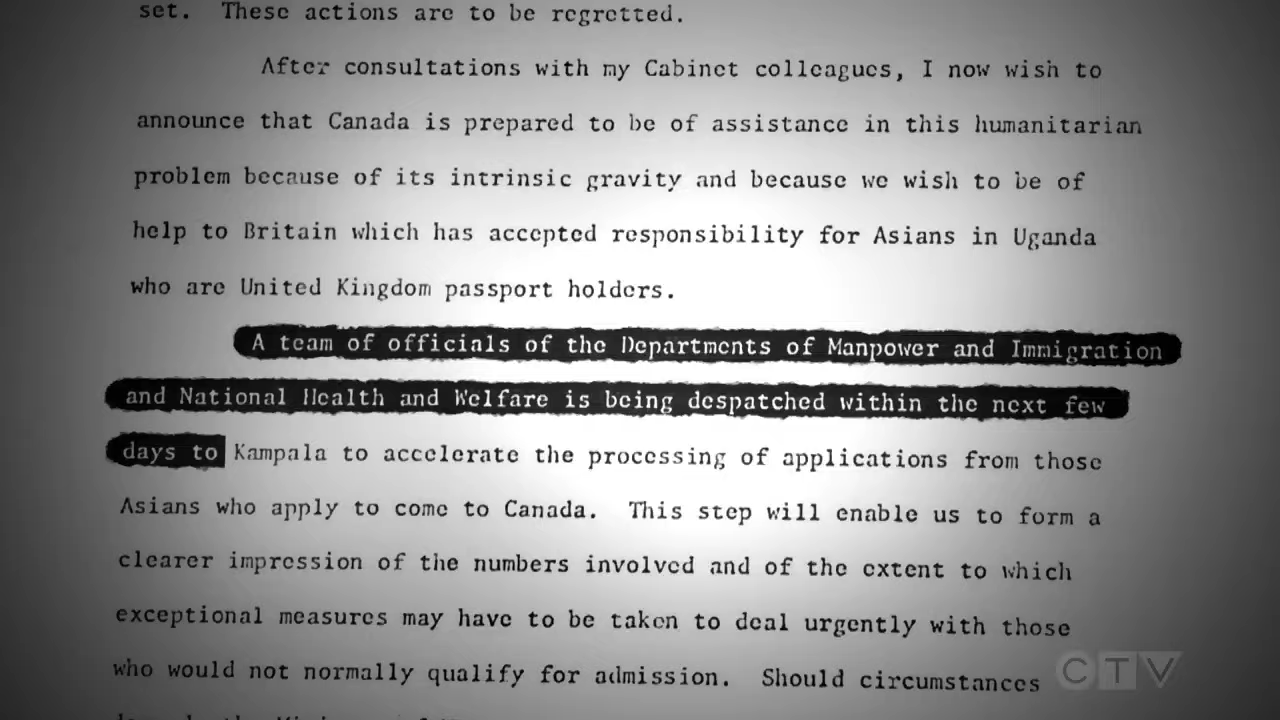 set. These actions are to be regretted.
After consultations with my Cabinet colleagues, I now wish to
announce that Canada is prepared to be of assistance in this humanitarian
problem because of its intrinsic gravity and because we wish to be of
help to Britain which has accepted responsibility for Asians in Uganda
who are United Kingdom passport holders.
A team of officials of the Departments of Manpower and Immigration
and National Health and Welfare is being despatched within the next few
days to Kampala to accelerate the processing of applications from those
Asians who apply to come to Canada. This step will enable us to form a
clearer impression of the numbers involved and of the extent to which
exceptional measures may have to be taken to deal urgently with those
who would not normally qualify for admission. Should circumstances
CTV